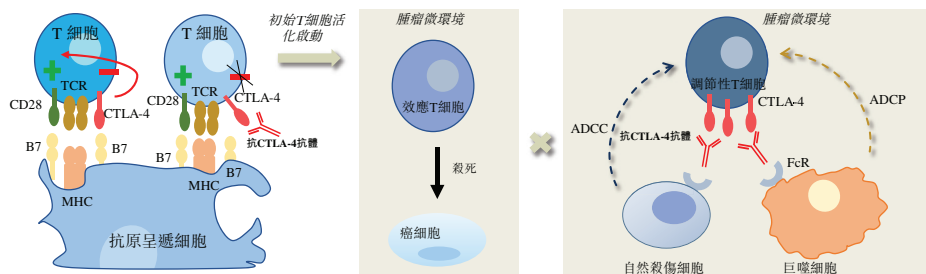 T 細胞
TCR
CD28
CTLA-4
B7
B7
MHC
T 細胞
TCR
CD28
CTLA-4
抗CTLA-4抗體
B7
B7
MHC
抗原呈遞細胞
初始T細胞活
化啟動
腫瘤微環境
效應T細胞
殺死
癌細胞
腫瘤微環境
調節性T細胞
CTLA-4
ADCC
ADCP
抗CTLA-4抗體
FcR
自然殺傷細胞
巨噬細胞